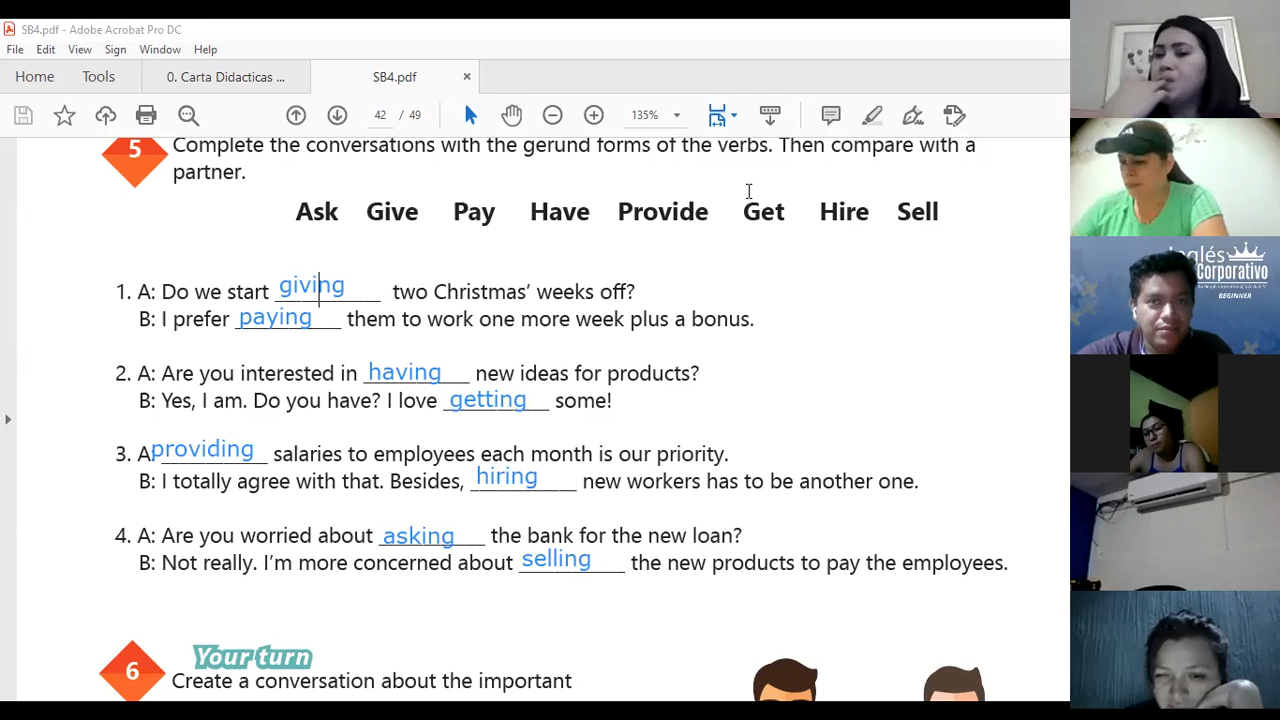 SB4.pdf - Adobe Acrobat Pro DC
File Edit View Sign Window Help
Home Tools 0. Carta Didacticas ... SB4.pdf ×
42 / 49 135%
5 Complete the conversations with the gerund forms of the verbs. Then compare with a
partner.
Ask Give Pay Have Provide Get Hire Sell
1. A: Do we start giving two Christmas' weeks off?
B: I prefer paying them to work one more week plus a bonus.
2. A: Are you interested in having new ideas for products?
B: Yes, I am. Do you have? I love getting some!
3. A: providing salaries to employees each month is our priority.
B: I totally agree with that. Besides, hiring new workers has to be another one.
4. A: Are you worried about asking the bank for the new loan?
B: Not really. I'm more concerned about selling the new products to pay the employees.
6 Your turn
Create a conversation about the important
Inglés
Corporativo
BEGINNER